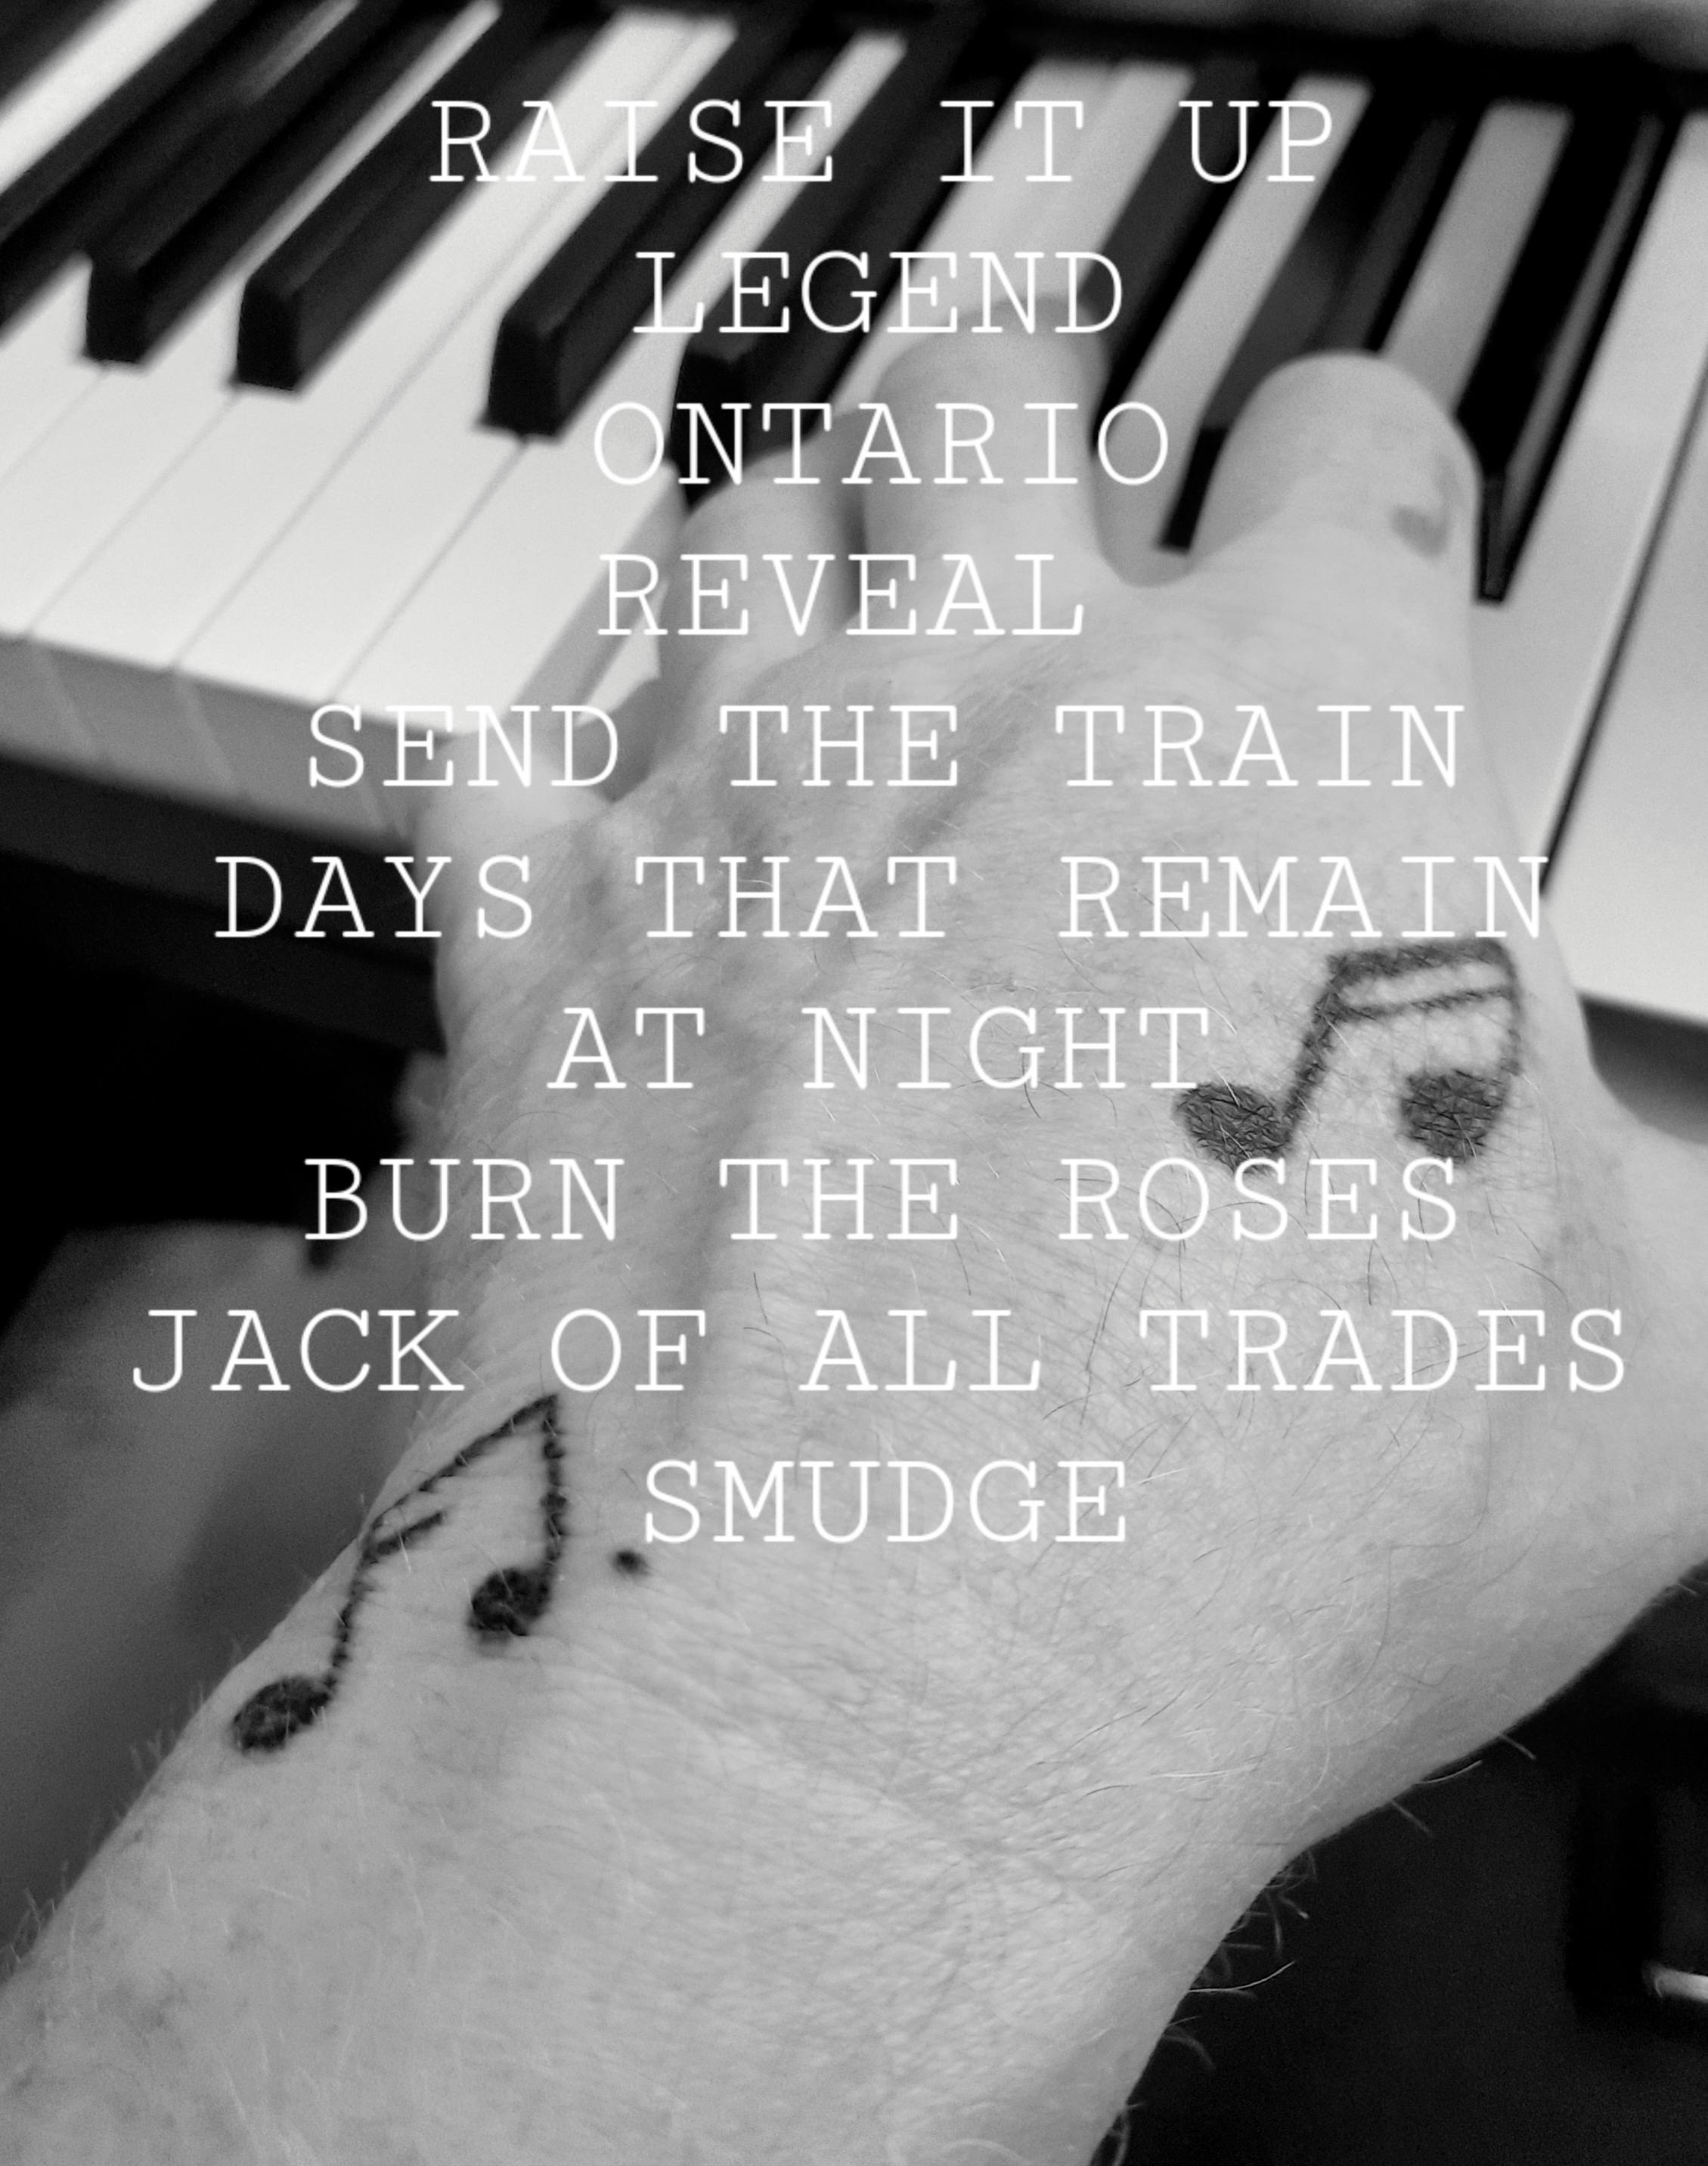 RAISE IT UP
LEGEND
ONTARIO
REVEAL
SEND THE TRAIN
DAYS THAT REMAIN
AT NIGHT
BURN THE ROSES
JACK OF ALL TRADES
SMUDGE